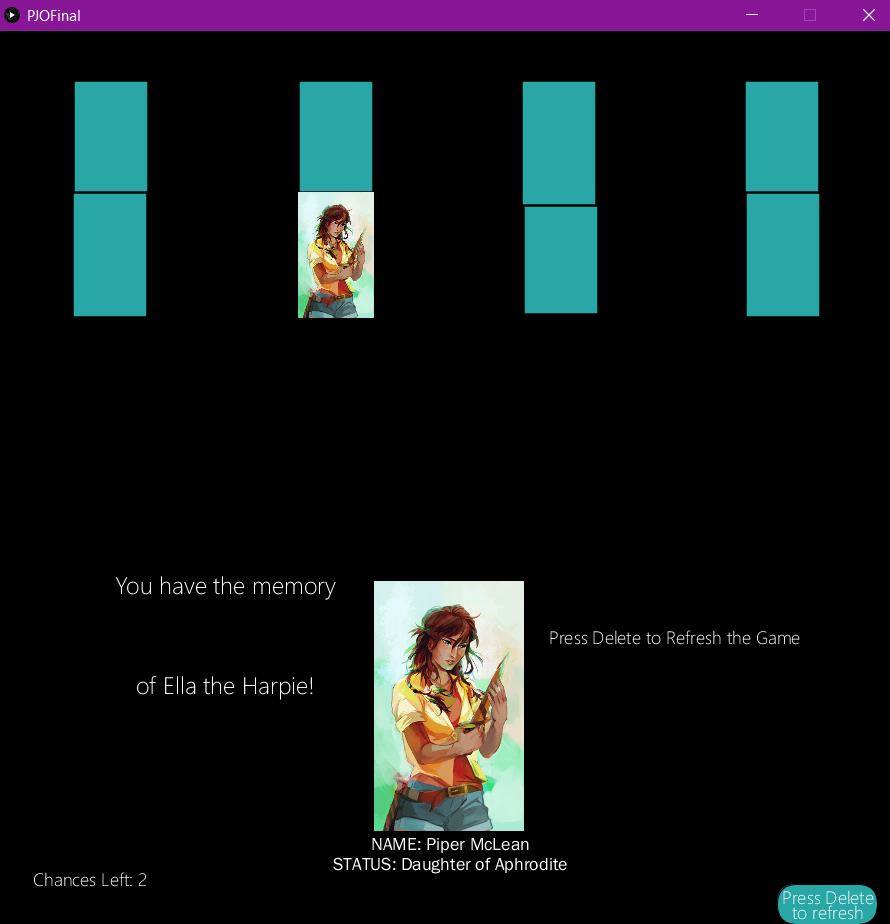 PJOFinal
You have the memory
Press Delete to Refresh the Game
of Ella the Harpie!
NAME: Piper McLean
STATUS: Daughter of Aphrodite
Chances Left: 2
Press Delete
to refresh